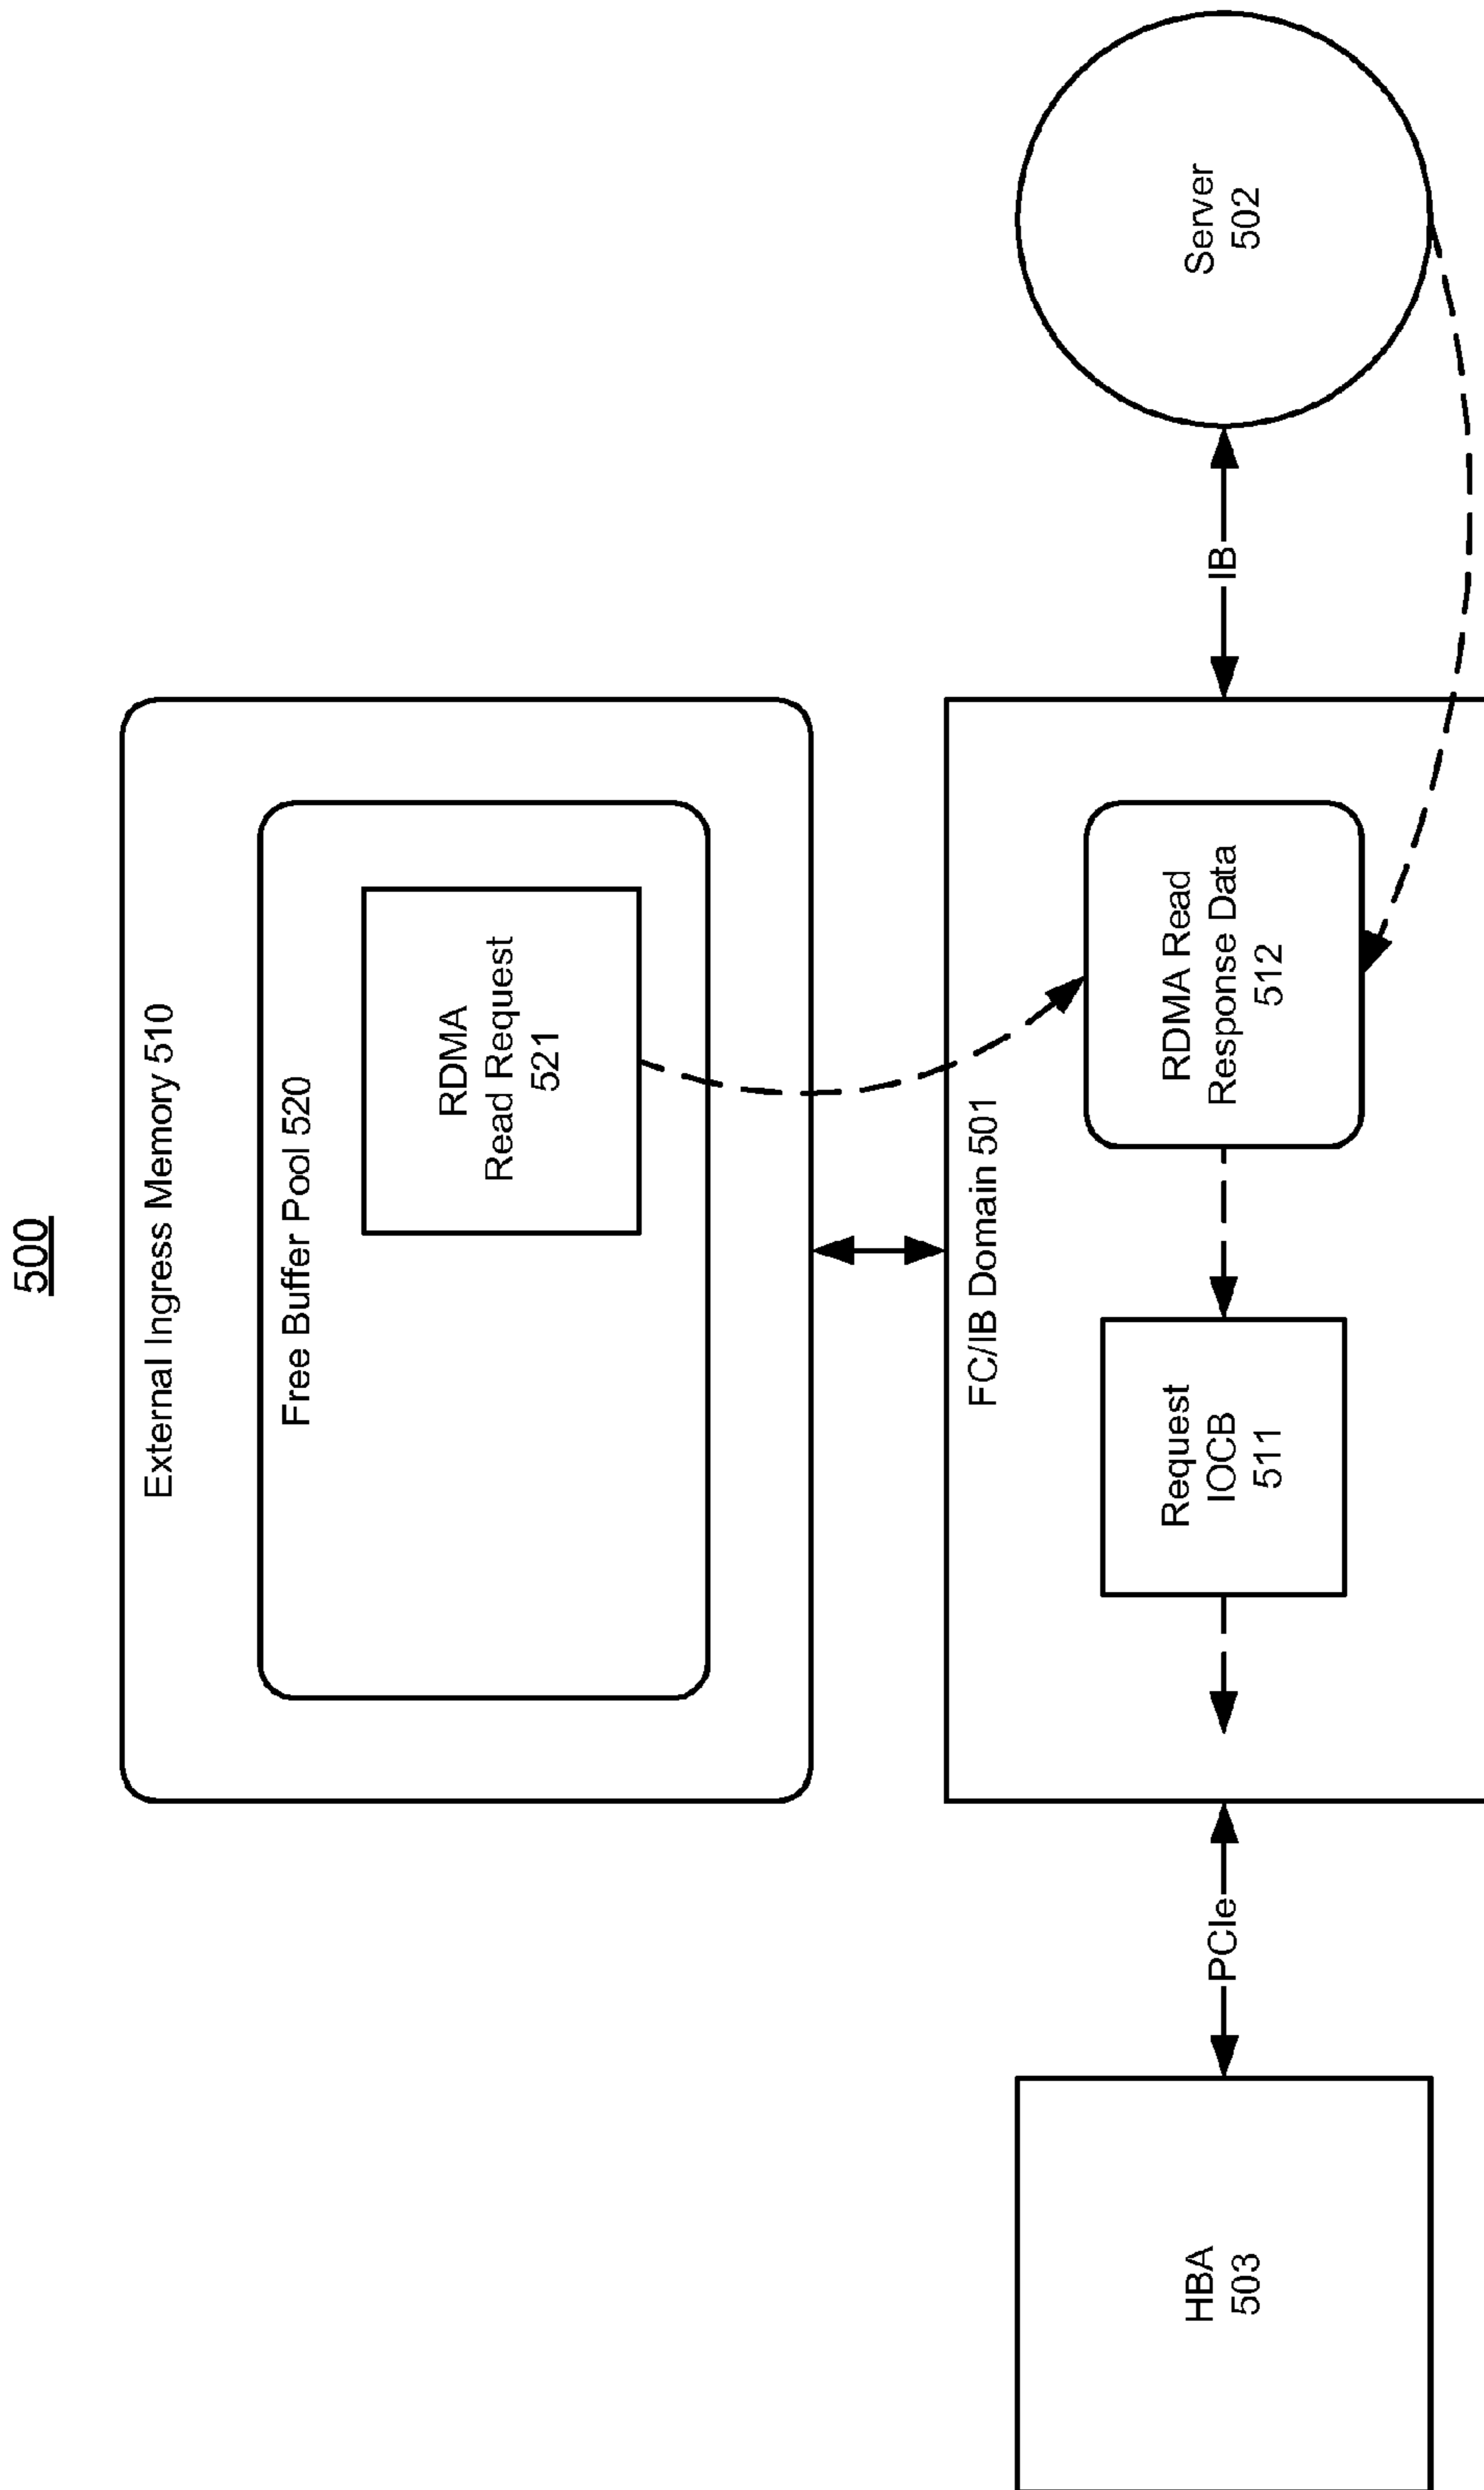 500
External Ingress Memory 510
Free Buffer Pool 520
RDMA
Read Request
521
FC/IB Domain 501
HBA
503
PCIe
Request
IOCB
511
RDMA Read
Response Data
512
IB
Server
502